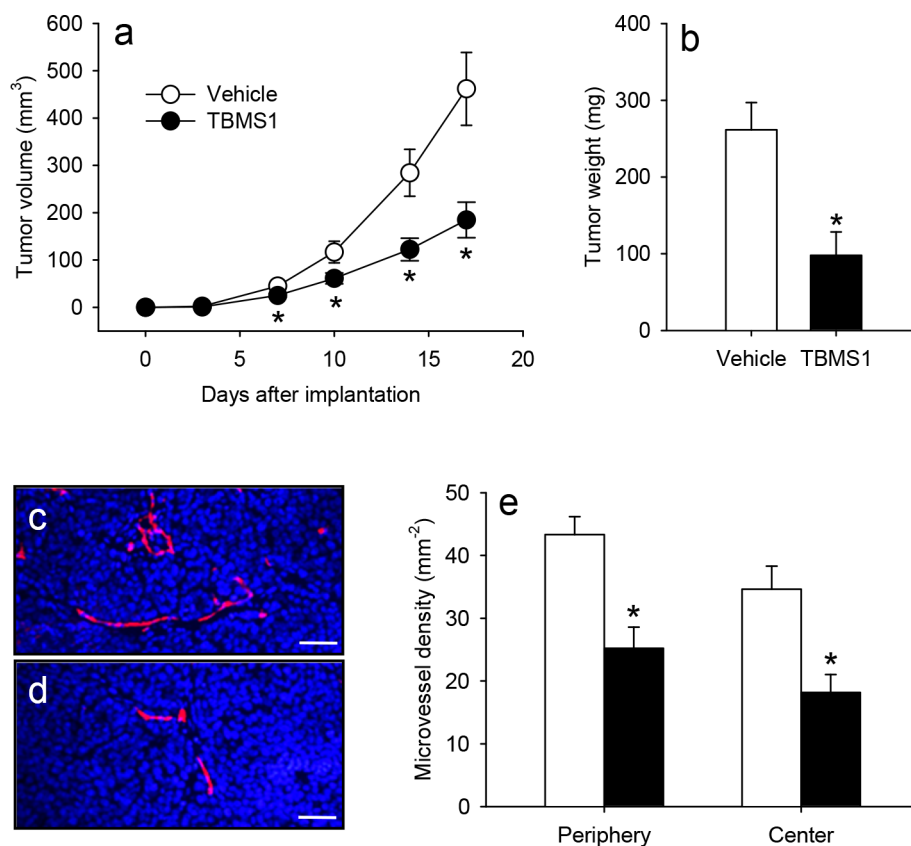 a
600
500
400
300
200
100
0
Tumor volume (mm³)
Vehicle
TBMS1
*
*
*
*
0 5 10 15 20
Days after implantation
b
400
300
200
100
0
Tumor weight (mg)
*
Vehicle TBMS1
c
d
e
50
40
30
20
10
0
Microvessel density (mm⁻²)
*
*
Periphery Center